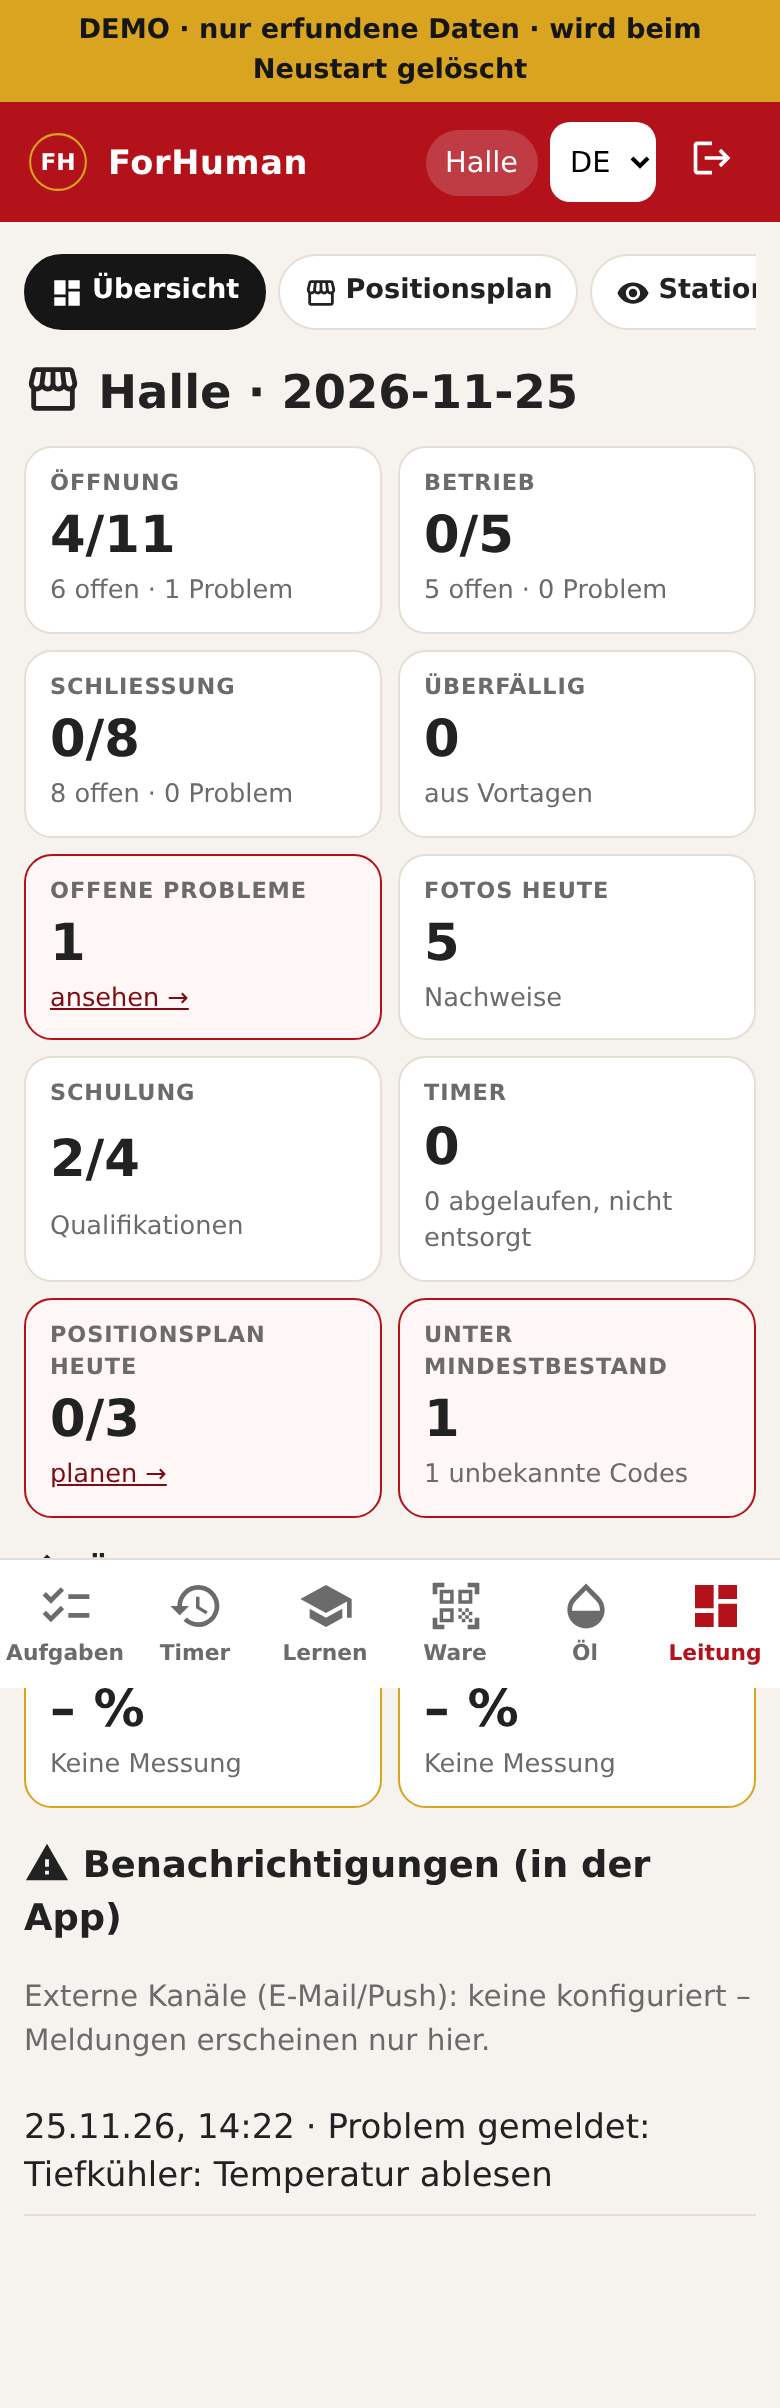 DEMO · nur erfundene Daten · wird beim
Neustart gelöscht
FH ForHuman Halle DE
Übersicht Positionsplan
Halle · 2026-11-25
ÖFFNUNG
4/11
6 offen · 1 Problem
BETRIEB
0/5
5 offen · 0 Problem
SCHLIESSUNG
0/8
8 offen · 0 Problem
ÜBERFÄLLIG
0
aus Vortagen
OFFENE PROBLEME
1
ansehen →
FOTOS HEUTE
5
Nachweise
SCHULUNG
2/4
Qualifikationen
TIMER
0
0 abgelaufen, nicht
entsorgt
POSITIONSPLAN
HEUTE
0/3
planen →
UNTER
MINDESTBESTAND
1
1 unbekannte Codes
Aufgaben Timer Lernen Ware Öl Leitung
– %
Keine Messung
– %
Keine Messung
Benachrichtigungen (in der
App)
Externe Kanäle (E-Mail/Push): keine konfiguriert –
Meldungen erscheinen nur hier.
25.11.26, 14:22 · Problem gemeldet:
Tiefkühler: Temperatur ablesen